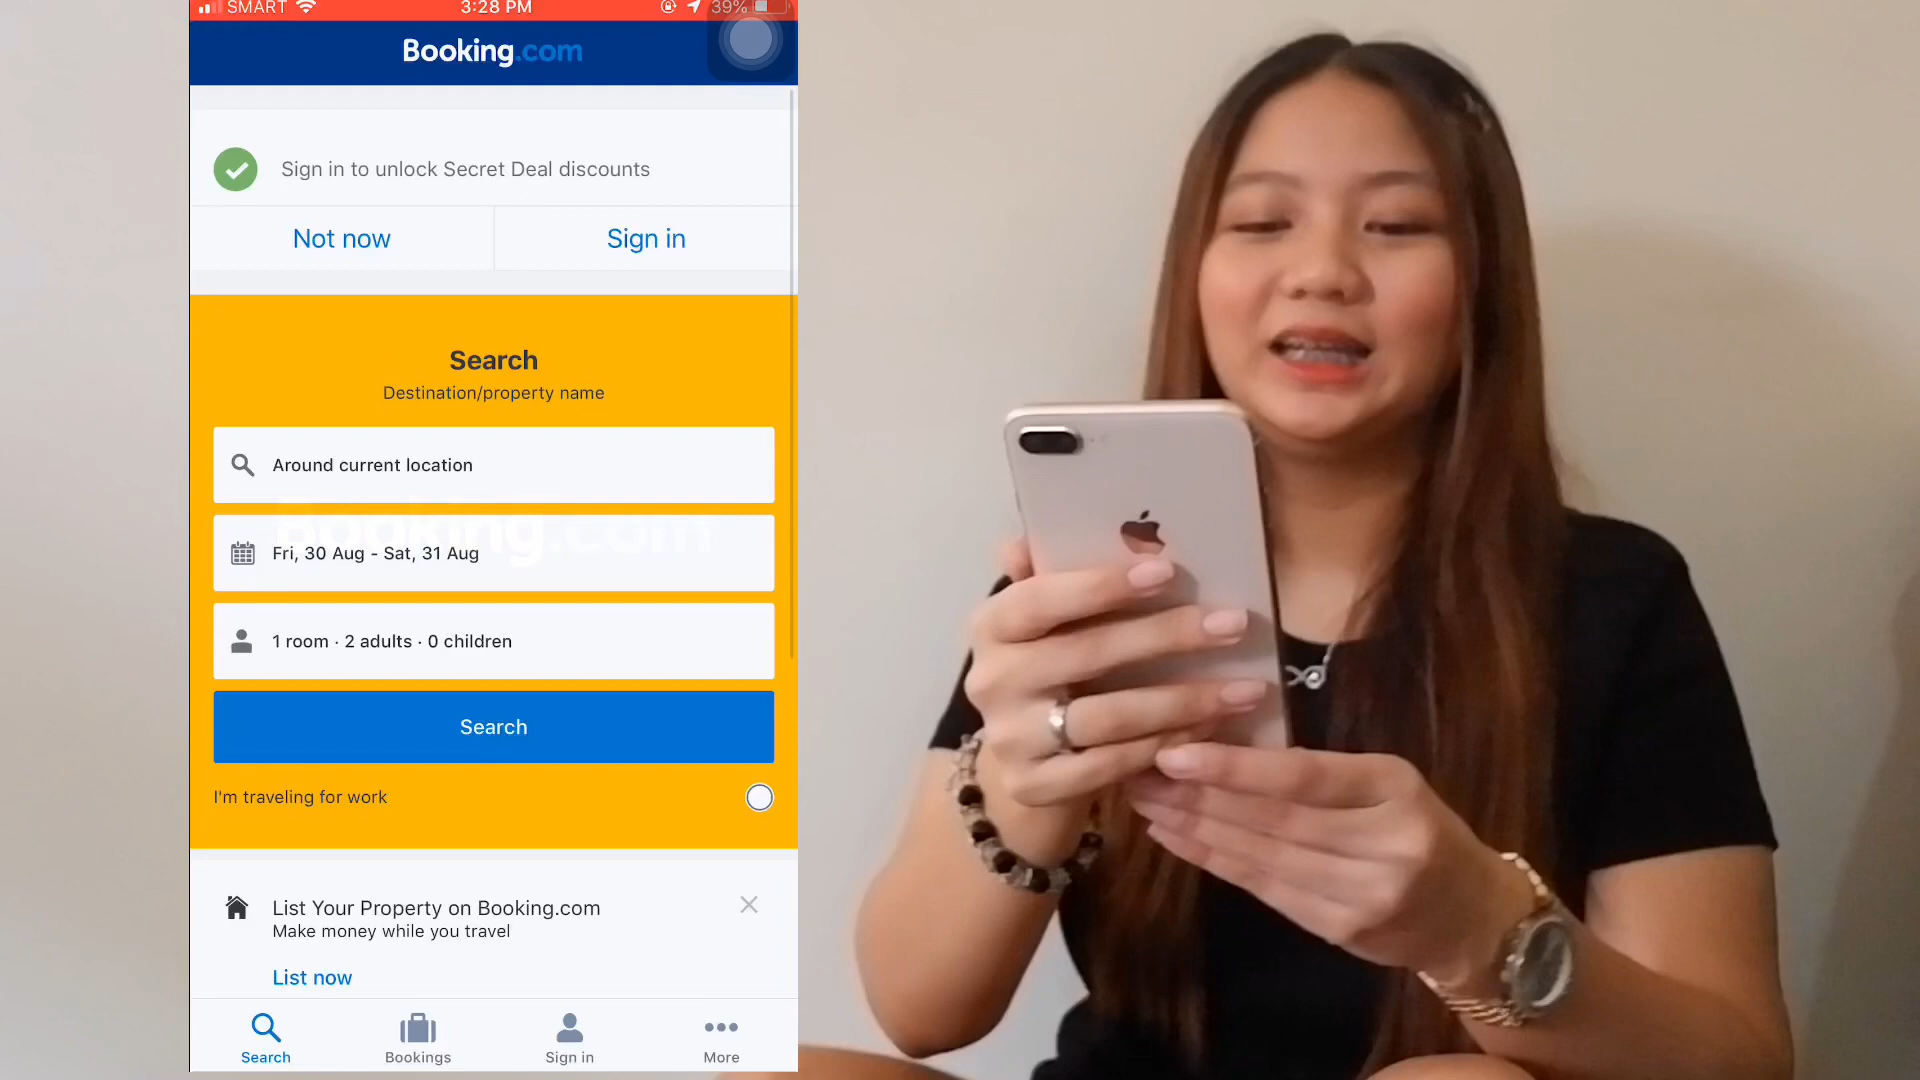 SMART 3:28 PM 39%
Booking.com
Sign in to unlock Secret Deal discounts
Not now Sign in
Search
Destination/property name
Around current location
Booking.com
Fri, 30 Aug - Sat, 31 Aug
1 room · 2 adults · 0 children
Search
I'm traveling for work
List Your Property on Booking.com
Make money while you travel
List now
Search Bookings Sign in More